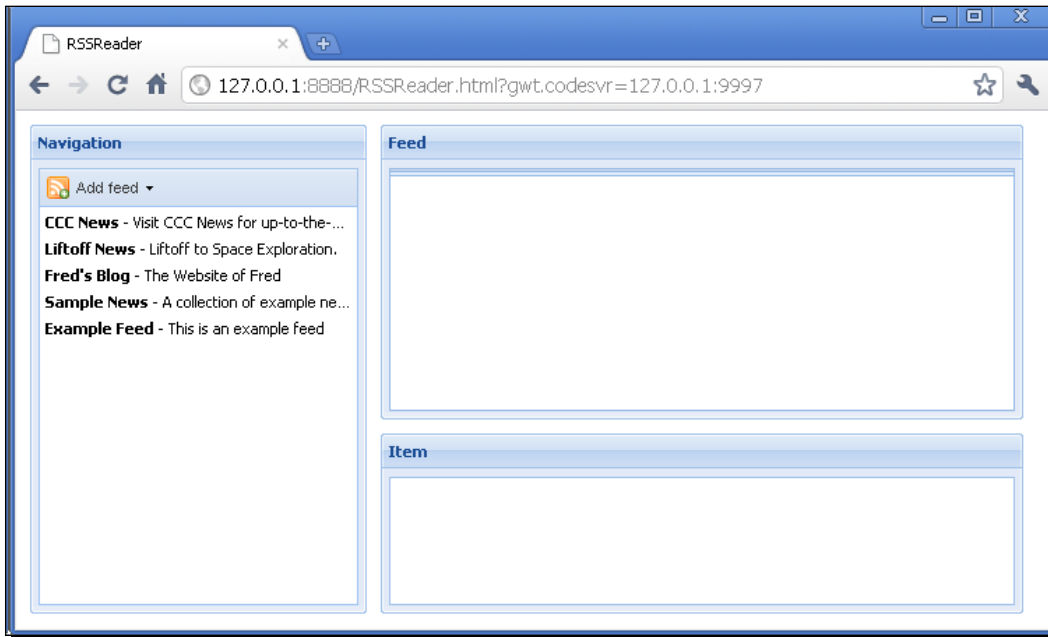 RSSReader
127.0.0.1:8888/RSSReader.html?gwt.codesvr=127.0.0.1:9997
Navigation
Add feed
CCC News - Visit CCC News for up-to-the-...
Liftoff News - Liftoff to Space Exploration.
Fred's Blog - The Website of Fred
Sample News - A collection of example ne...
Example Feed - This is an example feed
Feed
Item